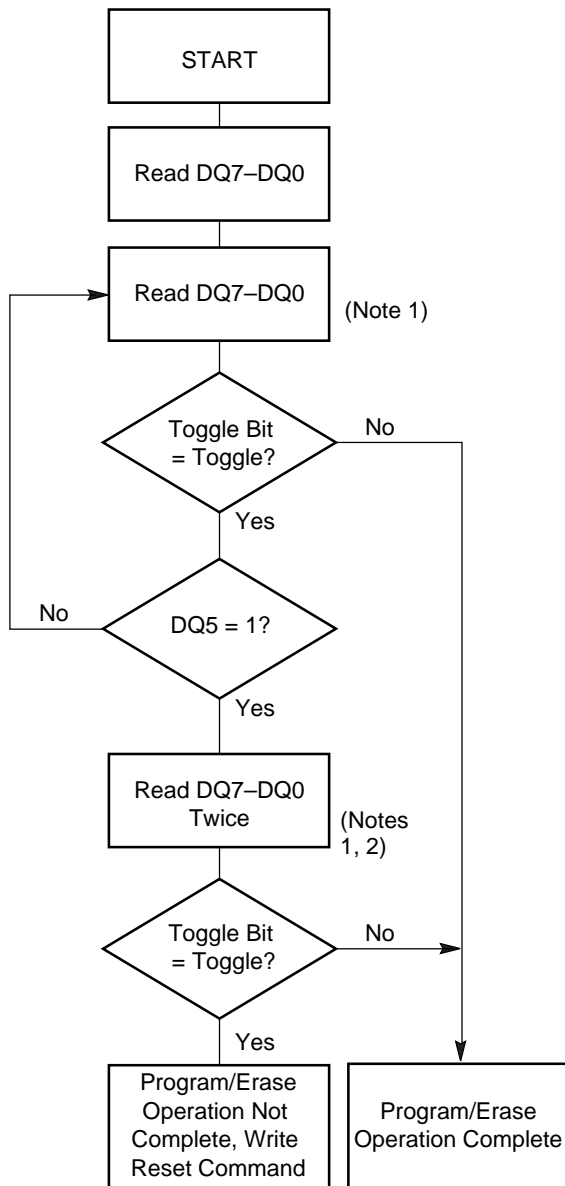 START
Read DQ7–DQ0
Read DQ7–DQ0
(Note 1)
Toggle Bit
= Toggle?
No
Yes
No
DQ5 = 1?
Yes
Read DQ7–DQ0
Twice
(Notes
1, 2)
Toggle Bit
= Toggle?
No
Yes
Program/Erase
Operation Not
Complete, Write
Reset Command
Program/Erase
Operation Complete